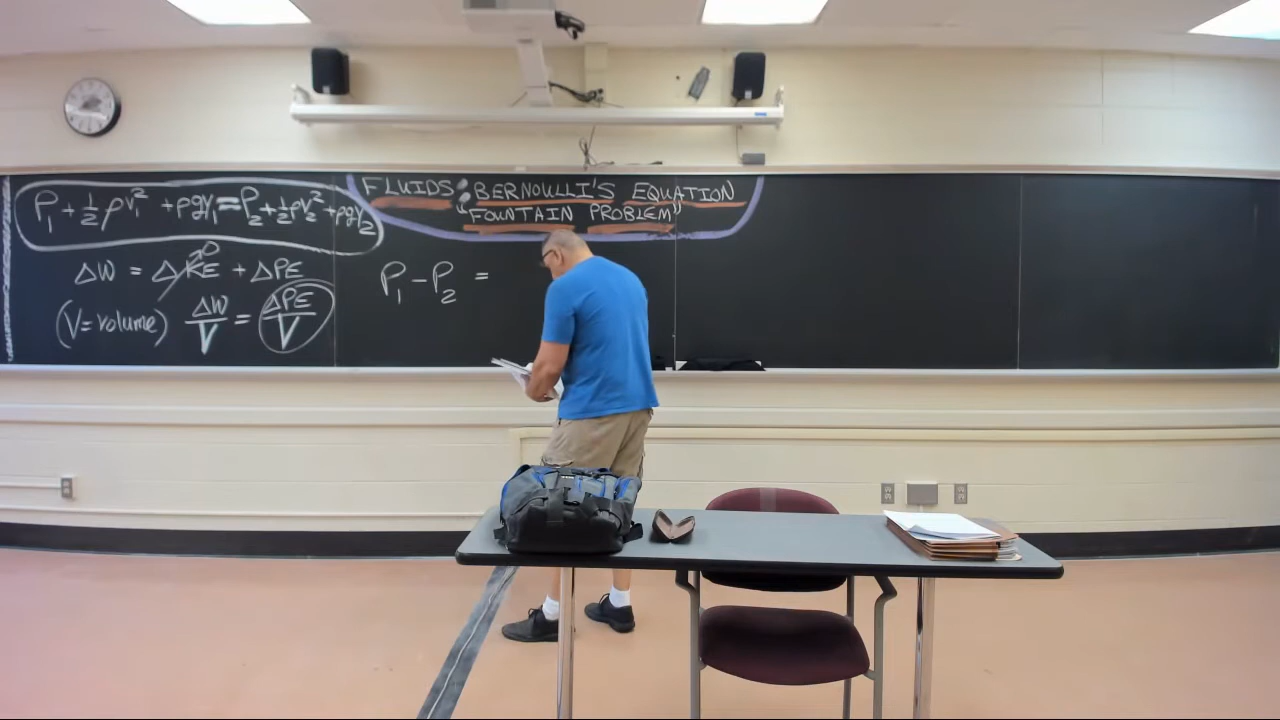 FLUIDS: BERNOULLI'S EQUATION
"FOUNTAIN PROBLEM"
P₁ + ½ρv₁² + ρgy₁ = P₂ + ½ρv₂² + ρgy₂
ΔW = ΔKE⁰ + ΔPE
(V = volume) ΔW/V = ΔPE/V
P₁ - P₂ =